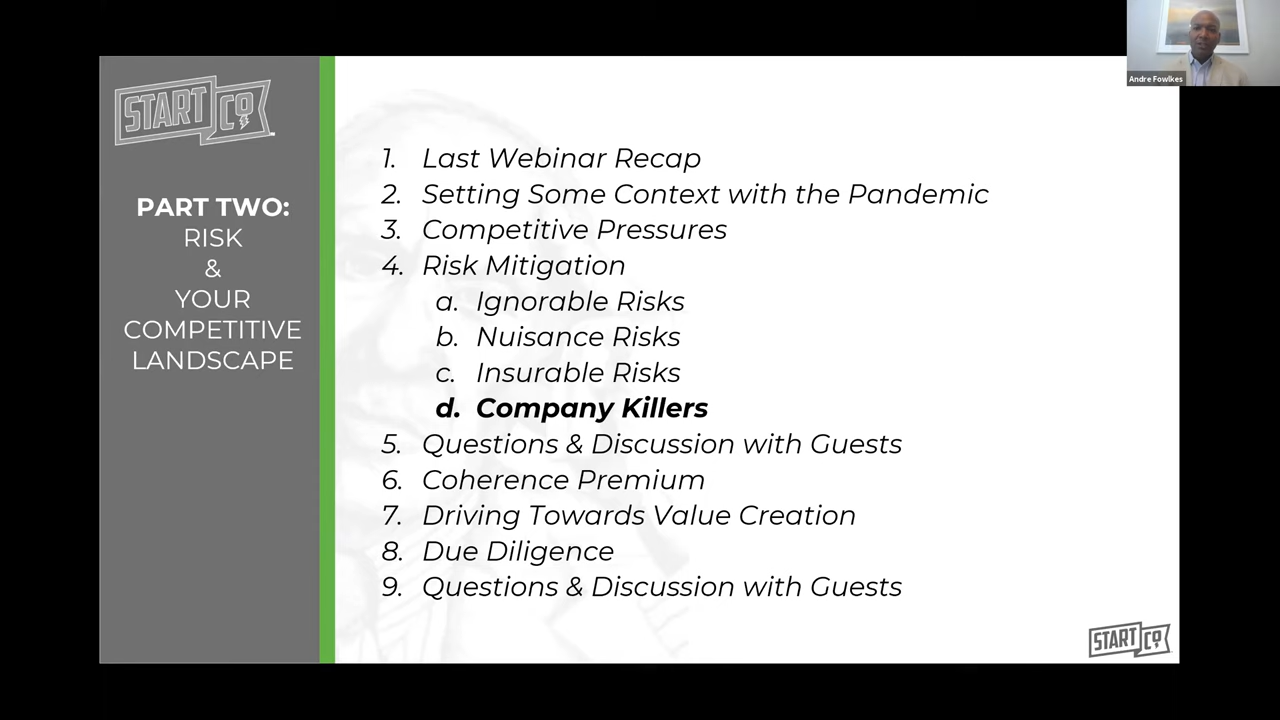 START CO
PART TWO:
RISK
&
YOUR
COMPETITIVE
LANDSCAPE
1. Last Webinar Recap
2. Setting Some Context with the Pandemic
3. Competitive Pressures
4. Risk Mitigation
a. Ignorable Risks
b. Nuisance Risks
c. Insurable Risks
d. Company Killers
5. Questions & Discussion with Guests
6. Coherence Premium
7. Driving Towards Value Creation
8. Due Diligence
9. Questions & Discussion with Guests
START CO
Andre Fowlkes